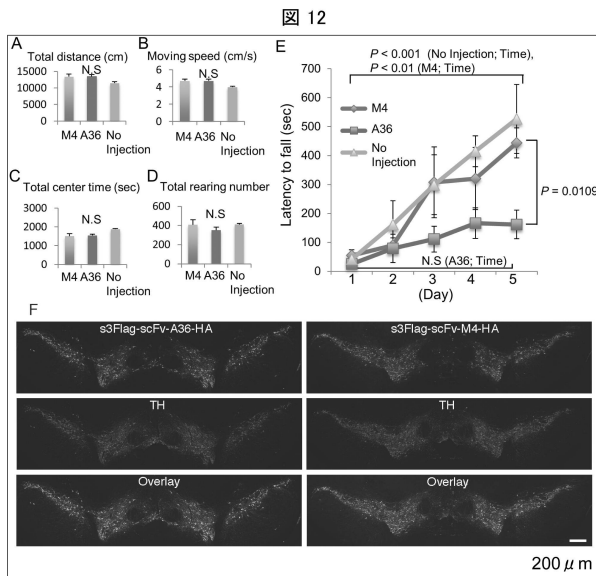 図 12
A
Total distance (cm)
15000
10000
5000
0
N.S
M4 A36 No
Injection
B
Moving speed (cm/s)
6
4
2
0
N.S
M4 A36 No
Injection
C
Total center time (sec)
3000
2000
1000
0
N.S
M4 A36 No
Injection
D
Total rearing number
600
400
200
0
N.S
M4 A36 No
Injection
E
P < 0.001 (No Injection; Time),
P < 0.01 (M4; Time)
Latency to fall (sec)
700
600
500
400
300
200
100
0
M4
A36
No
Injection
P = 0.0109
N.S (A36; Time)
1 2 3 4 5
(Day)
F
s3Flag-scFv-A36-HA
s3Flag-scFv-M4-HA
TH
TH
Overlay
Overlay
200μm